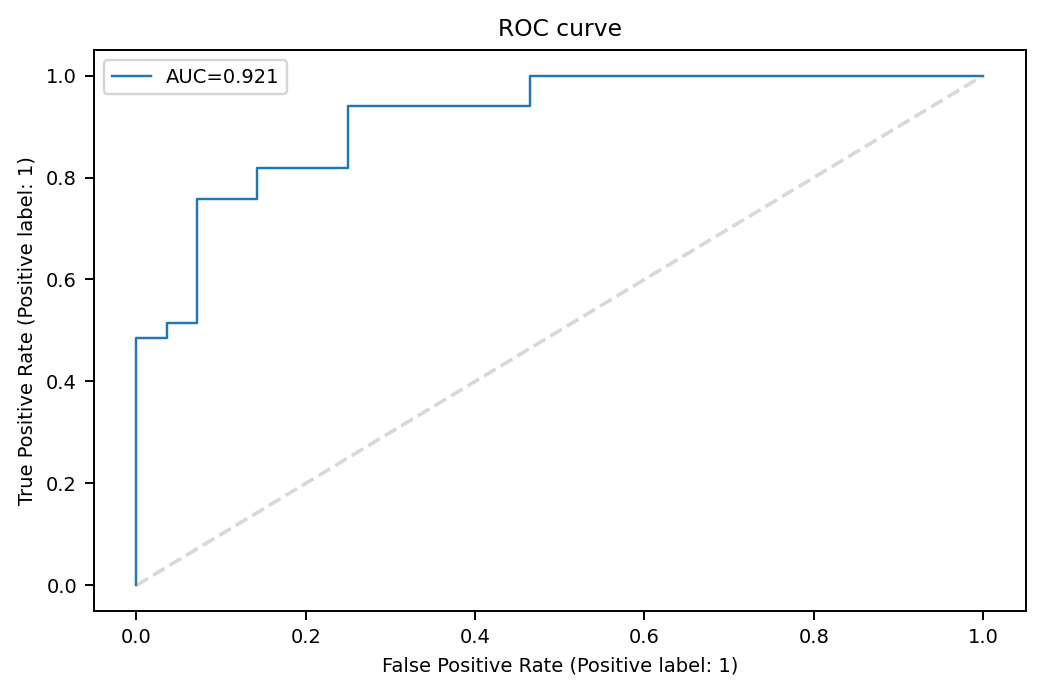 ROC curve
AUC=0.921
True Positive Rate (Positive label: 1)
1.0
0.8
0.6
0.4
0.2
0.0
0.0 0.2 0.4 0.6 0.8 1.0
False Positive Rate (Positive label: 1)